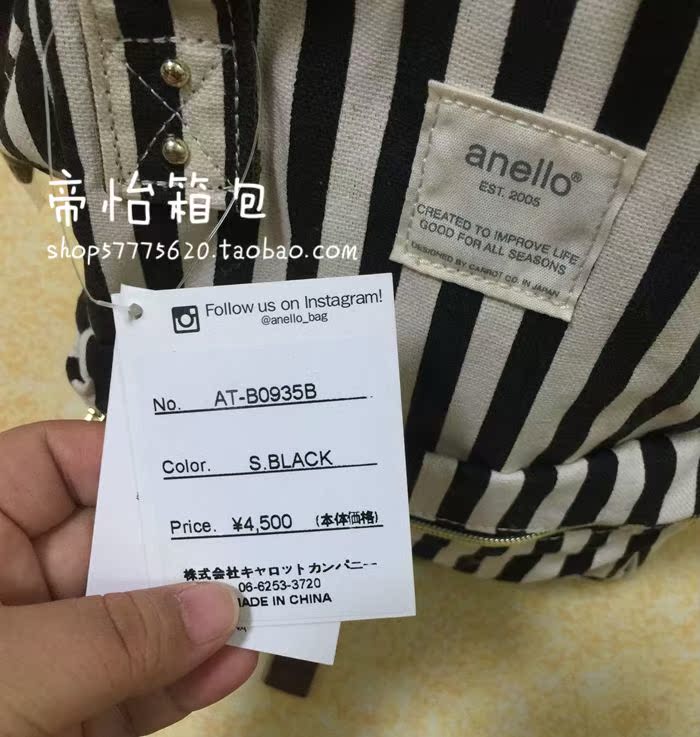 anello®
EST. 2005
CREATED TO IMPROVE LIFE
GOOD FOR ALL SEASONS
DESIGNED BY CARROT CO. IN JAPAN
帝怡箱包
shop57775620.taobao.com
Follow us on Instagram!
@anello_bag
No. AT-B0935B
Color. S.BLACK
Price. ¥4,500 (本体価格)
株式会社キャロットカンパニー
06-6253-3720
MADE IN CHINA